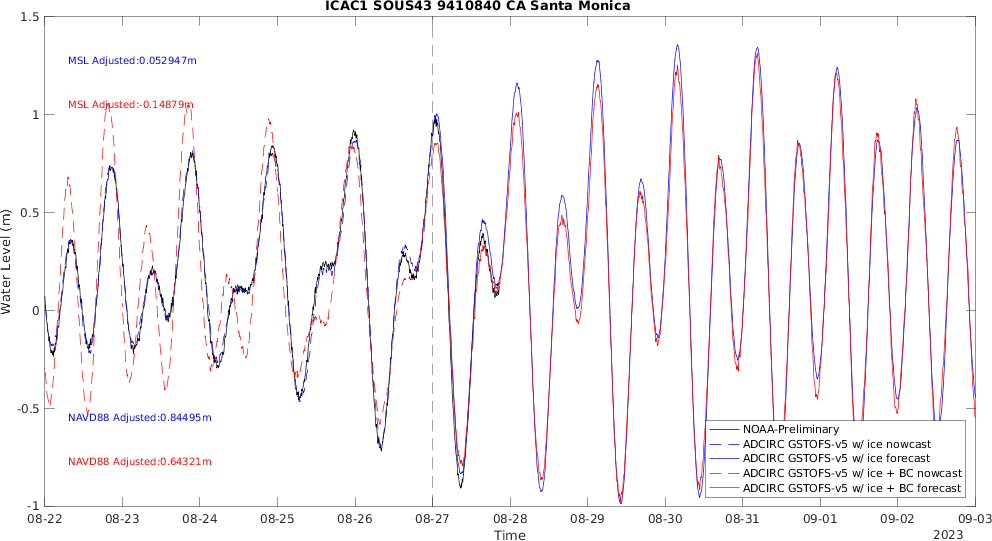 ICAC1 SOUS43 9410840 CA Santa Monica
1.5
1
0.5
0
-0.5
-1
Water Level (m)
MSL Adjusted:0.052947m
MSL Adjusted:-0.14879m
NAVD88 Adjusted:0.84495m
NAVD88 Adjusted:0.64321m
NOAA-Preliminary
ADCIRC GSTOFS-v5 w/ ice nowcast
ADCIRC GSTOFS-v5 w/ ice forecast
ADCIRC GSTOFS-v5 w/ ice + BC nowcast
ADCIRC GSTOFS-v5 w/ ice + BC forecast
08-22 08-23 08-24 08-25 08-26 08-27 08-28 08-29 08-30 08-31 09-01 09-02 09-03
Time
2023